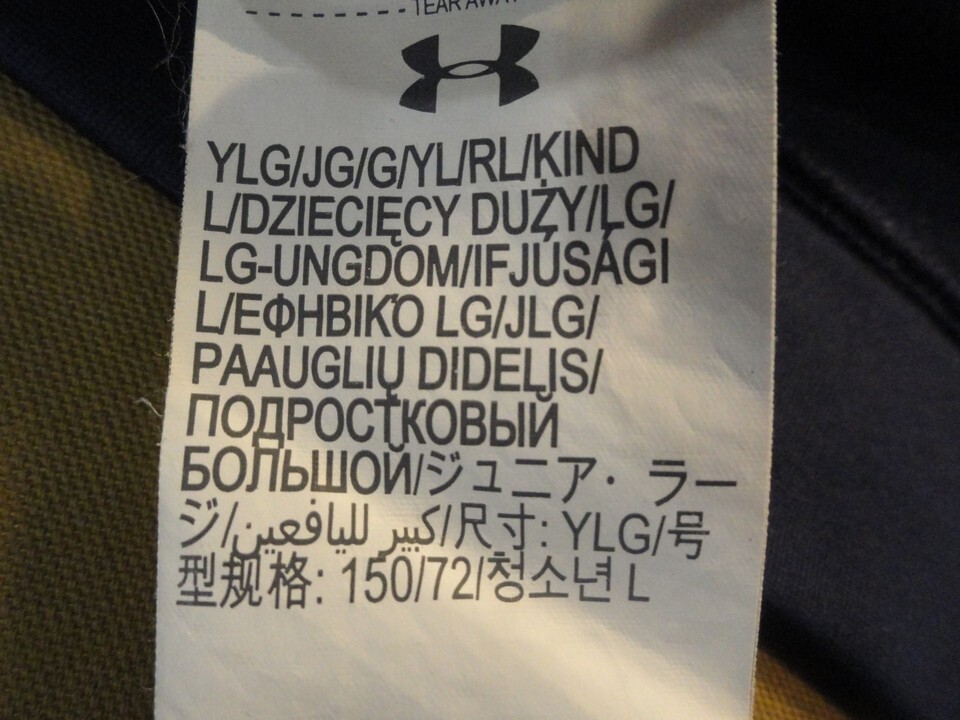 TEAR AWAY
YLG/JG/G/YL/RL/KIND
L/DZIECIĘCY DUŻY/LG/
LG-UNGDOM/IFJÚSÁGI
L/ΕΦΗΒΙΚΌ LG/JLG/
PAAUGLIŲ DIDELIS/
ПОДРОСТКОВЫЙ
БОЛЬШОЙ/ジュニア・ラー
ジ/كبير لليافعين/尺寸: YLG/号
型规格: 150/72/청소년 L